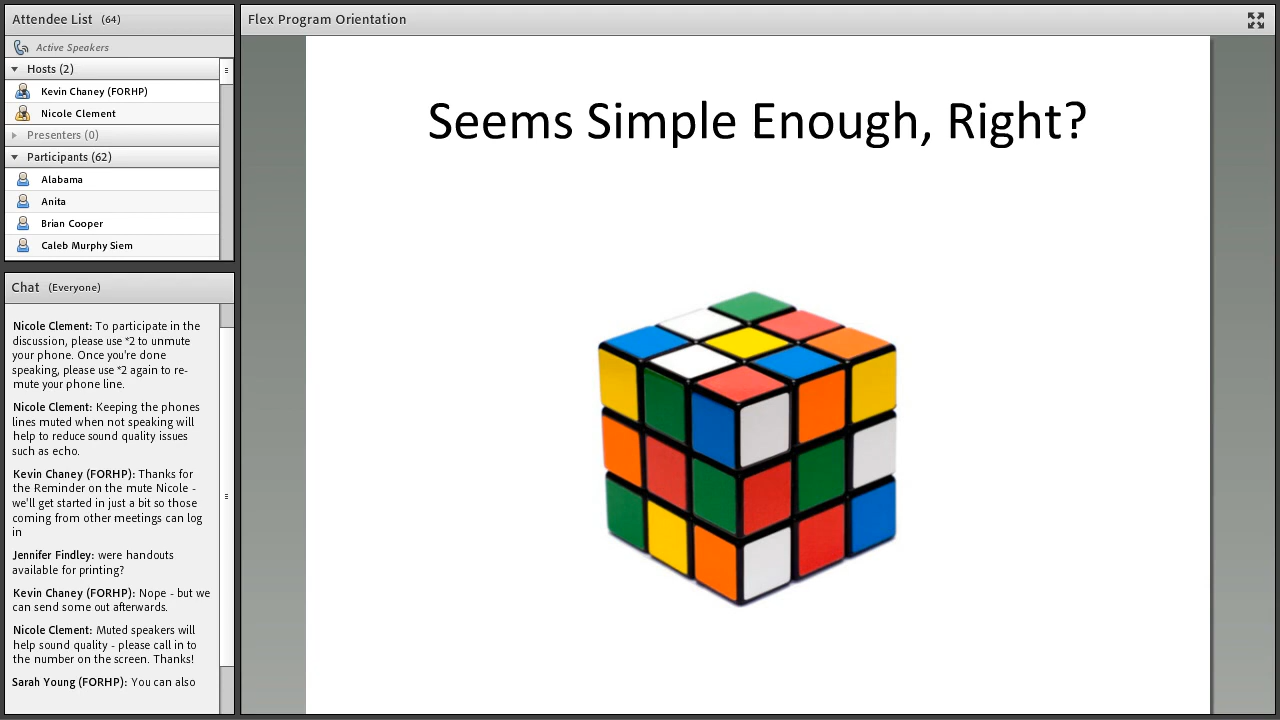 Attendee List (64)
Active Speakers
Hosts (2)
Kevin Chaney (FORHP)
Nicole Clement
Presenters (0)
Participants (62)
Alabama
Anita
Brian Cooper
Caleb Murphy Siem
Chat (Everyone)
Nicole Clement: To participate in the
discussion, please use *2 to unmute
your phone. Once you're done
speaking, please use *2 again to re-
mute your phone line.
Nicole Clement: Keeping the phones
lines muted when not speaking will
help to reduce sound quality issues
such as echo.
Kevin Chaney (FORHP): Thanks for
the Reminder on the mute Nicole -
we'll get started in just a bit so those
coming from other meetings can log
in
Jennifer Findley: were handouts
available for printing?
Kevin Chaney (FORHP): Nope - but we
can send some out afterwards.
Nicole Clement: Muted speakers will
help sound quality - please call in to
the number on the screen. Thanks!
Sarah Young (FORHP): You can also
Flex Program Orientation
Seems Simple Enough, Right?